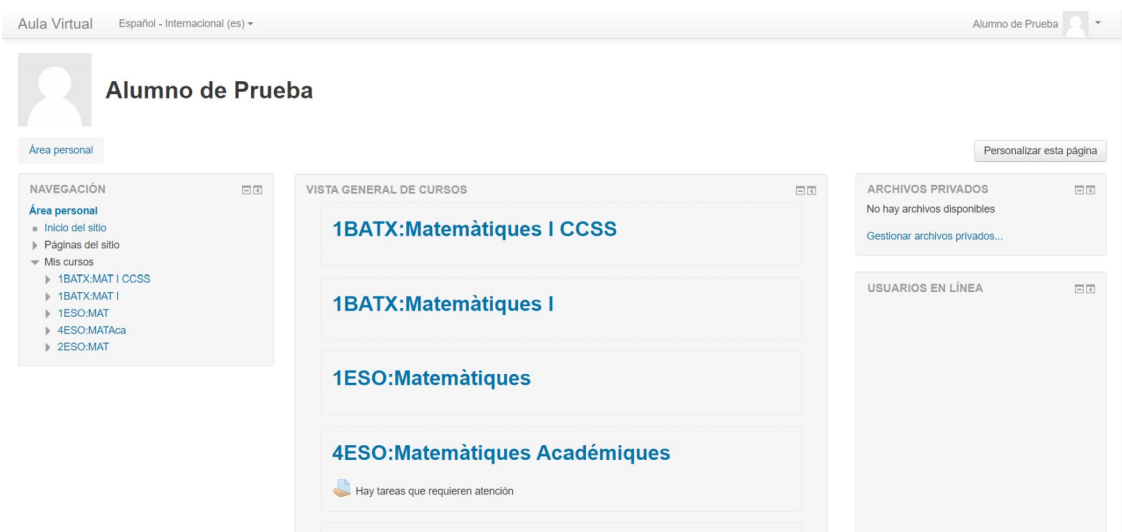 Aula Virtual
Español - Internacional (es)
Alumno de Prueba
Alumno de Prueba
Área personal
Personalizar esta página
NAVEGACIÓN
Área personal
Inicio del sitio
Páginas del sitio
Mis cursos
1BATX:MAT I CCSS
1BATX:MAT I
1ESO:MAT
4ESO:MATAca
2ESO:MAT
VISTA GENERAL DE CURSOS
1BATX:Matemàtiques I CCSS
1BATX:Matemàtiques I
1ESO:Matemàtiques
4ESO:Matemàtiques Académiques
Hay tareas que requieren atención
ARCHIVOS PRIVADOS
No hay archivos disponibles
Gestionar archivos privados...
USUARIOS EN LÍNEA